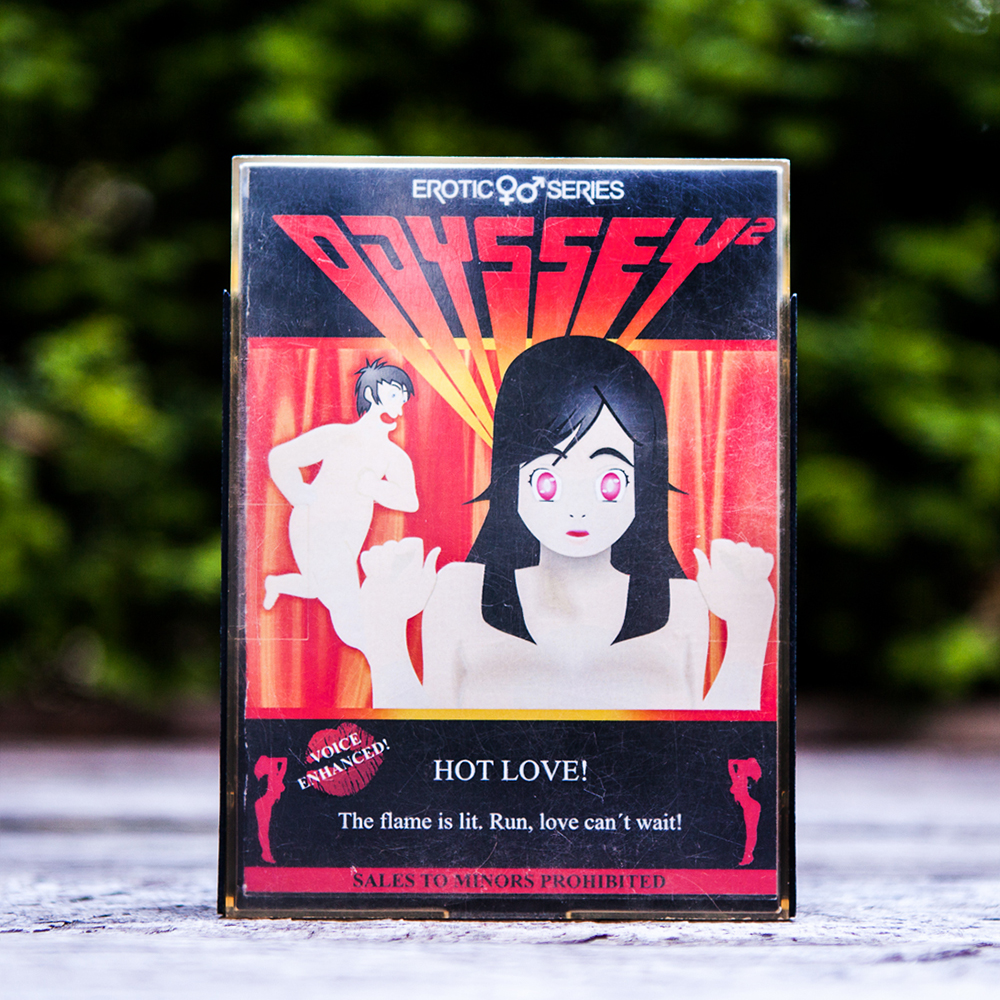 EROTIC♀♂SERIES
ODYSSEY²
VOICE
ENHANCED!
HOT LOVE!
The flame is lit. Run, love can´t wait!
SALES TO MINORS PROHIBITED